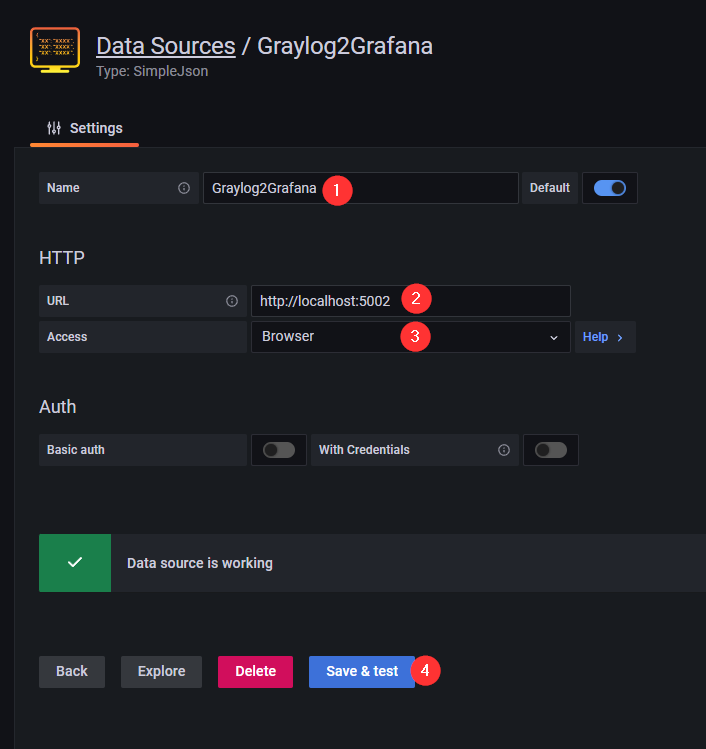 Data Sources / Graylog2Grafana
Type: SimpleJson
Settings
Name Graylog2Grafana 1 Default
HTTP
URL http://localhost:5002 2
Access Browser 3 Help >
Auth
Basic auth With Credentials
Data source is working
Back Explore Delete Save & test 4